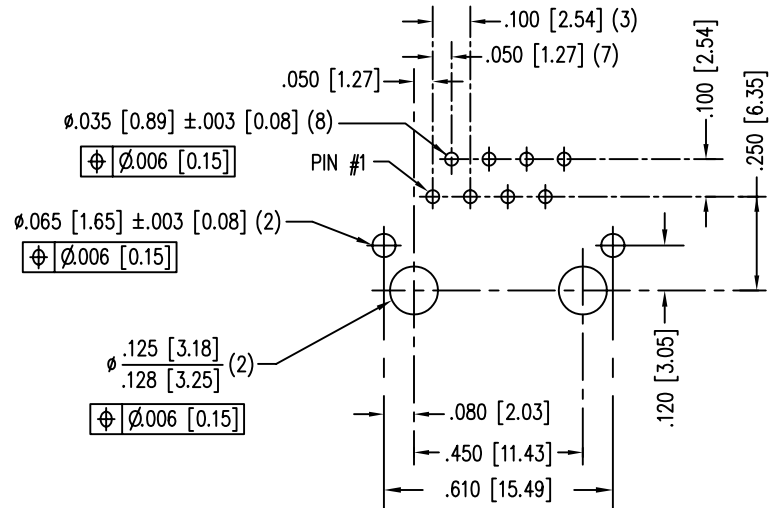 .100 [2.54] (3)
.050 [1.27] (7)
.050 [1.27]
.100 [2.54]
.250 [6.35]
ø.035 [0.89] ±.003 [0.08] (8)
⌖ Ø.006 [0.15]
PIN #1
ø.065 [1.65] ±.003 [0.08] (2)
⌖ Ø.006 [0.15]
ø .125 [3.18] (2)
.128 [3.25]
⌖ Ø.006 [0.15]
.120 [3.05]
.080 [2.03]
.450 [11.43]
.610 [15.49]